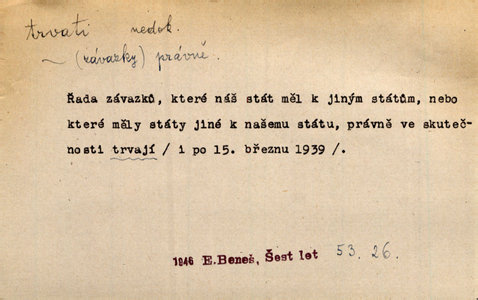 trvati nedok.
~ (závazky) právně.
Řada závazků, které náš stát měl k jiným státům, nebo
které měly státy jiné k našemu státu, právně ve skuteč-
nosti trvají / i po 15. březnu 1939 /.
1946 E.Beneš, Šest let 53. 26.